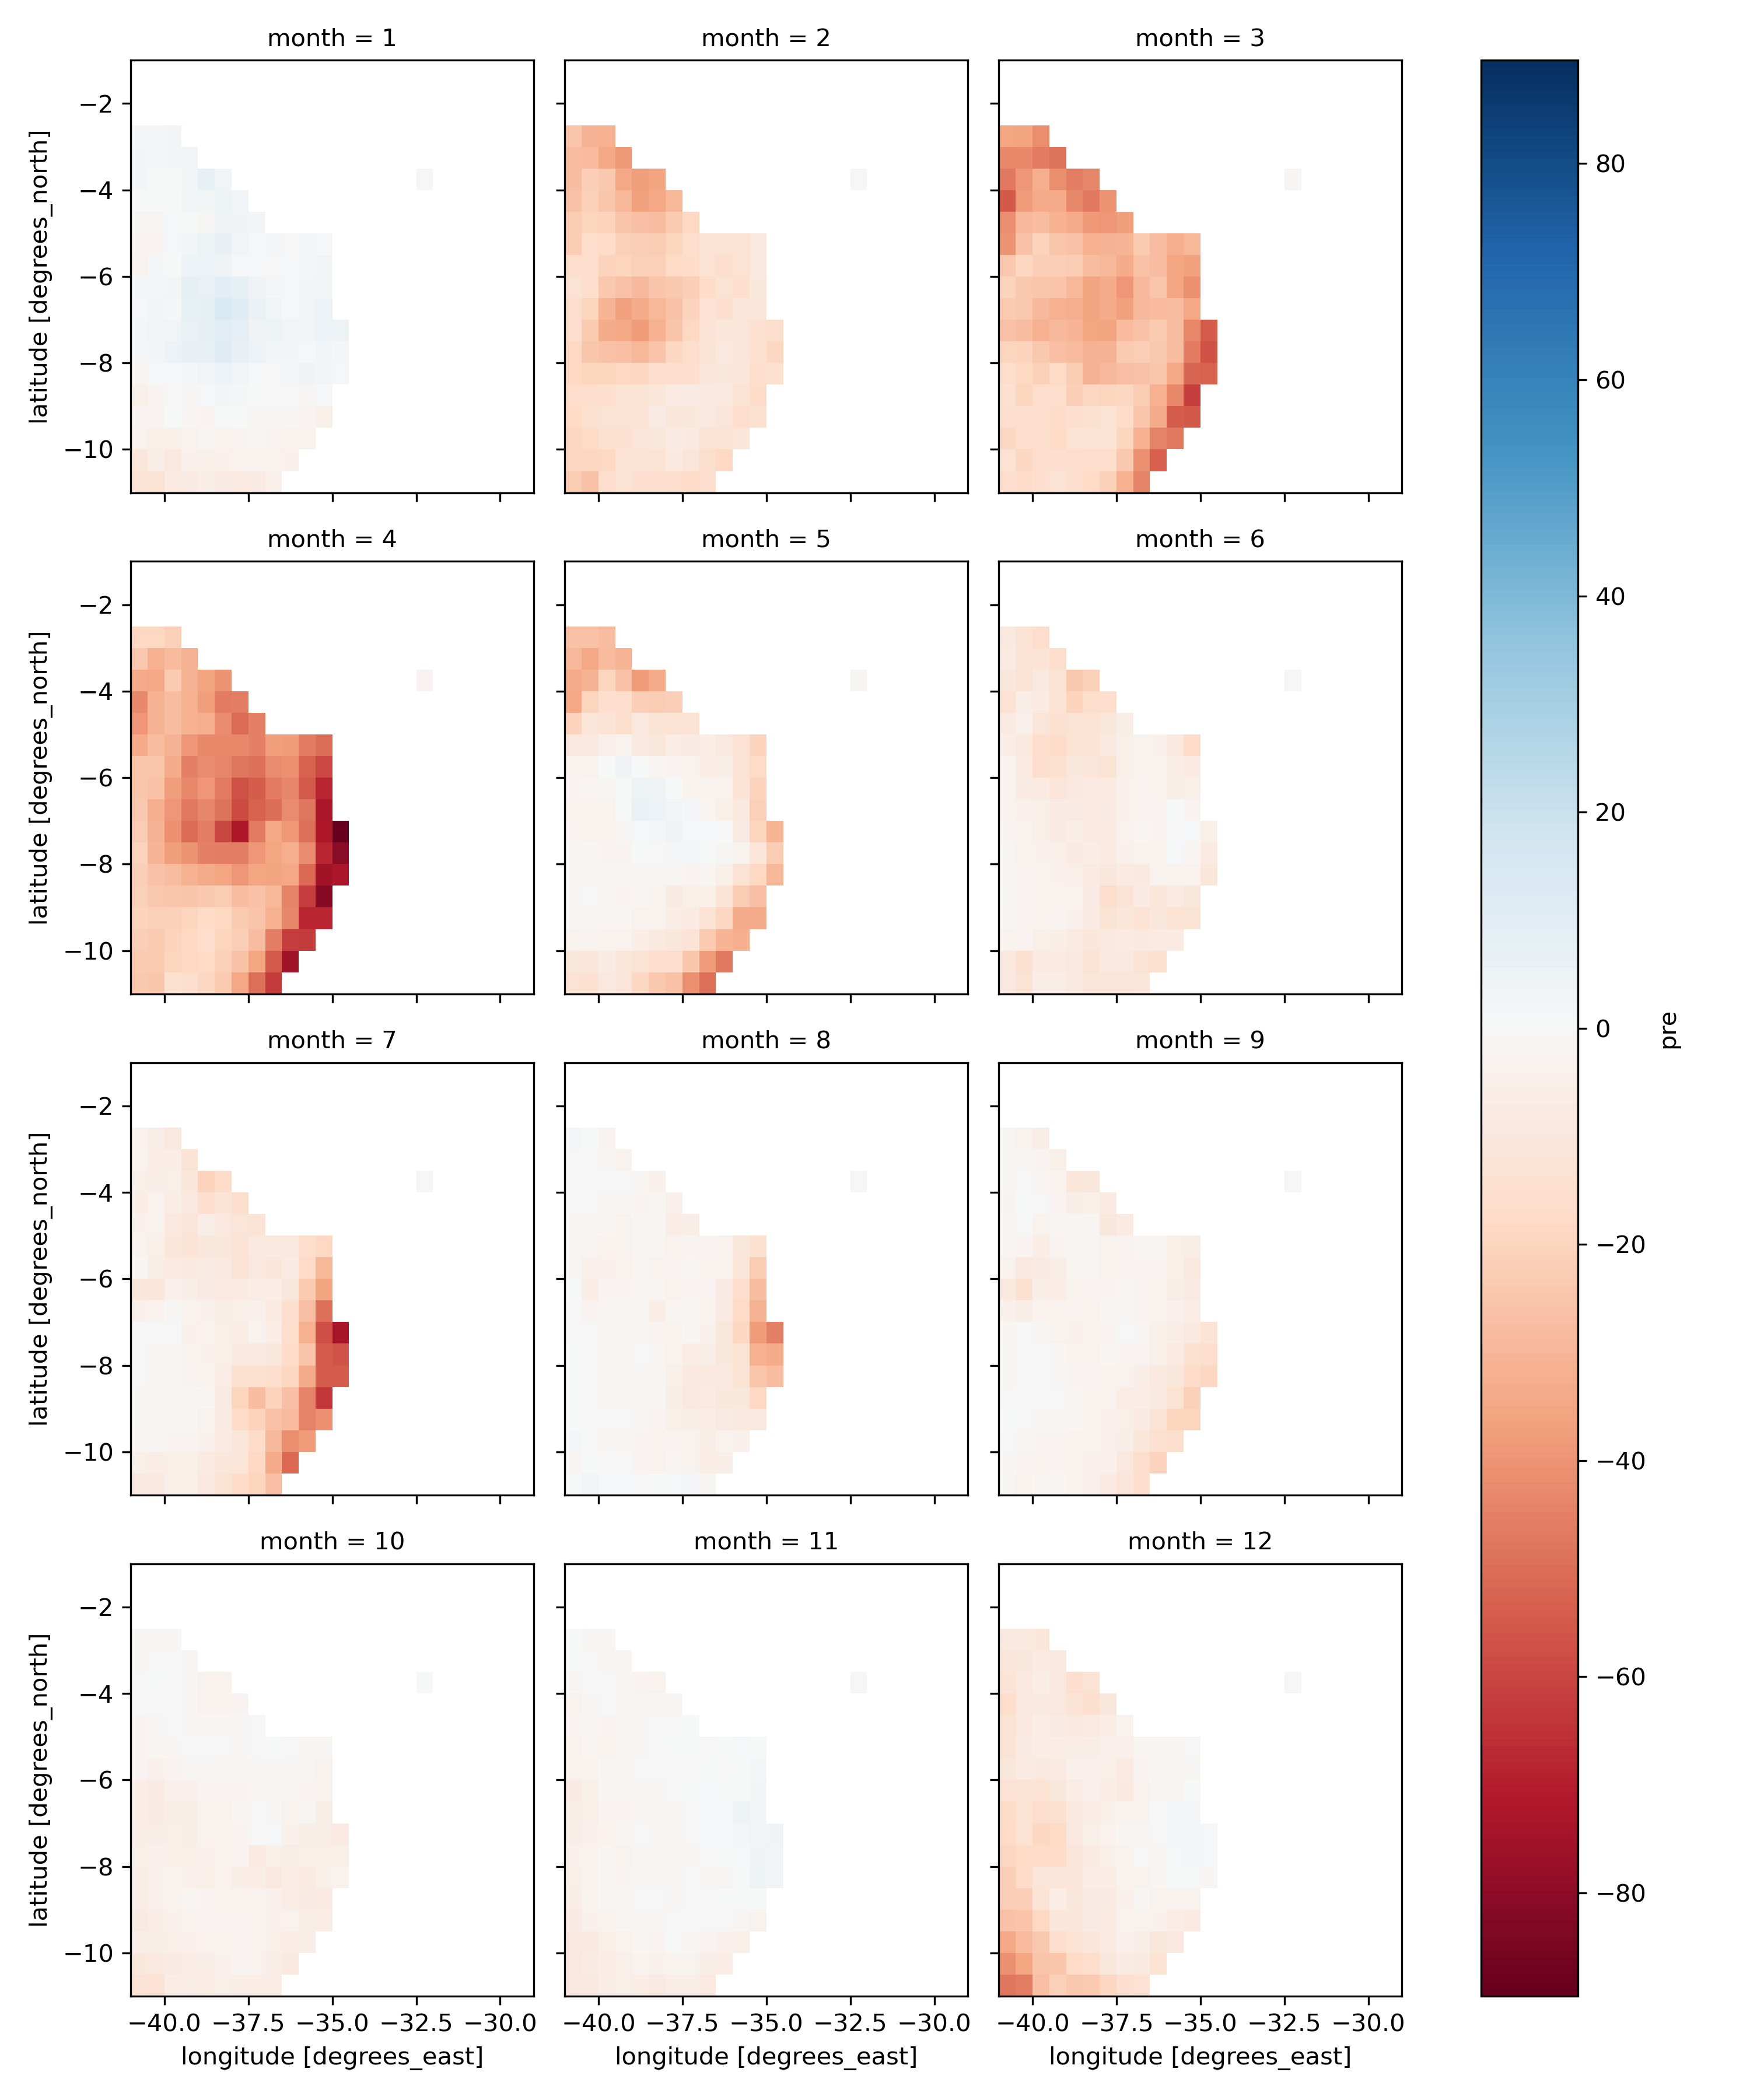 month = 1
month = 2
month = 3
−2
−4
−6
−8
−10
latitude [degrees_north]
month = 4
month = 5
month = 6
−2
−4
−6
−8
−10
latitude [degrees_north]
month = 7
month = 8
month = 9
−2
−4
−6
−8
−10
latitude [degrees_north]
month = 10
month = 11
month = 12
−2
−4
−6
−8
−10
latitude [degrees_north]
−40.0 −37.5 −35.0 −32.5 −30.0
longitude [degrees_east]
−40.0 −37.5 −35.0 −32.5 −30.0
longitude [degrees_east]
−40.0 −37.5 −35.0 −32.5 −30.0
longitude [degrees_east]
80
60
40
20
0
−20
−40
−60
−80
pre